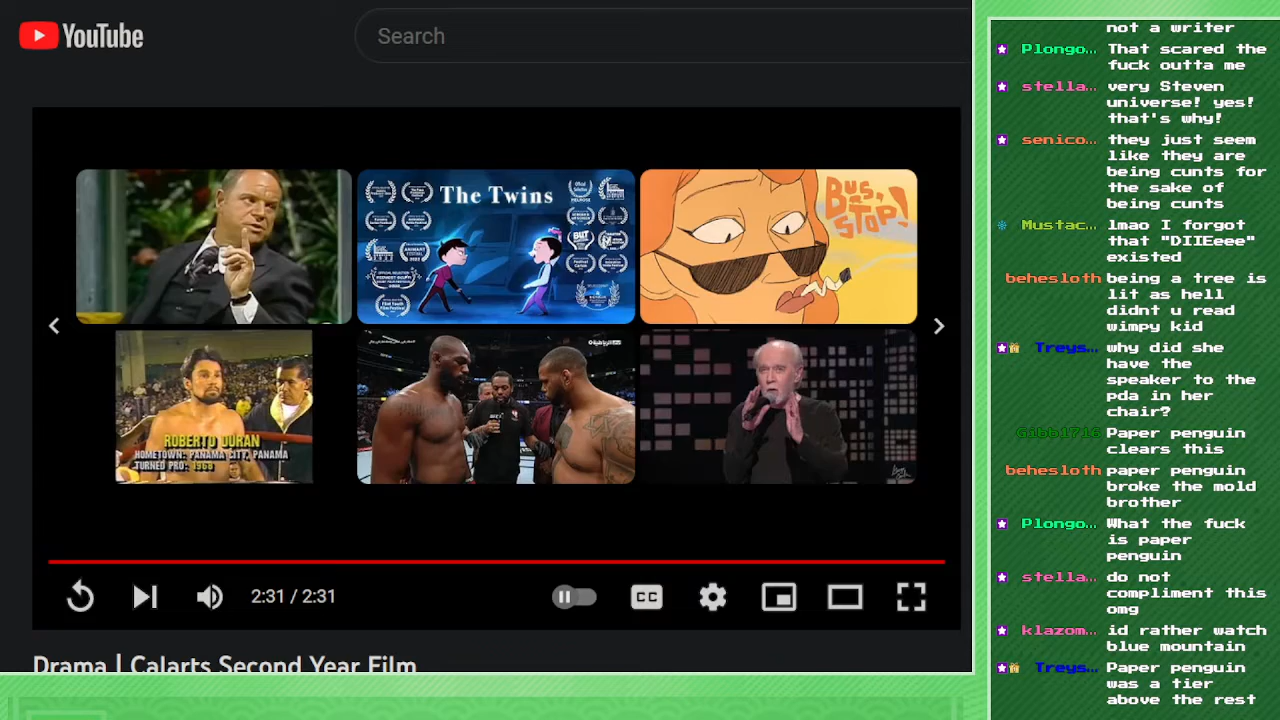 YouTube
Search
The Twins
BUS STOP!
ROBERTO DURAN
HOMETOWN: PANAMA CITY, PANAMA
TURNED PRO: 1968
2:31 / 2:31
CC
Drama | Calarts Second Year Film
not a writer
Plongo… That scared the
fuck outta me
stella… very Steven
universe! yes!
that's why!
senico… they just seem
like they are
being cunts for
the sake of
being cunts
Mustac… lmao I forgot
that "DIIEeee"
existed
behesloth being a tree is
lit as hell
didnt u read
wimpy kid
Treys… why did she
have the
speaker to the
pda in her
chair?
Gibb1716 Paper penguin
clears this
behesloth paper penguin
broke the mold
brother
Plongo… What the fuck
is paper
penguin
stella… do not
compliment this
omg
klazom… id rather watch
blue mountain
Treys… Paper penguin
was a tier
above the rest